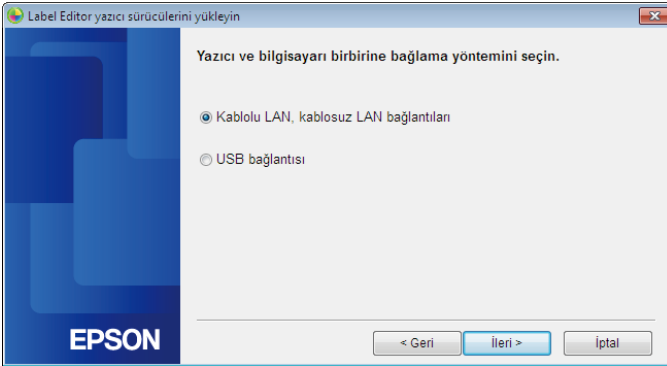 Label Editor yazıcı sürücülerini yükleyin
Yazıcı ve bilgisayarı birbirine bağlama yöntemini seçin.
Kablolu LAN, kablosuz LAN bağlantıları
USB bağlantısı
EPSON
< Geri
İleri >
İptal